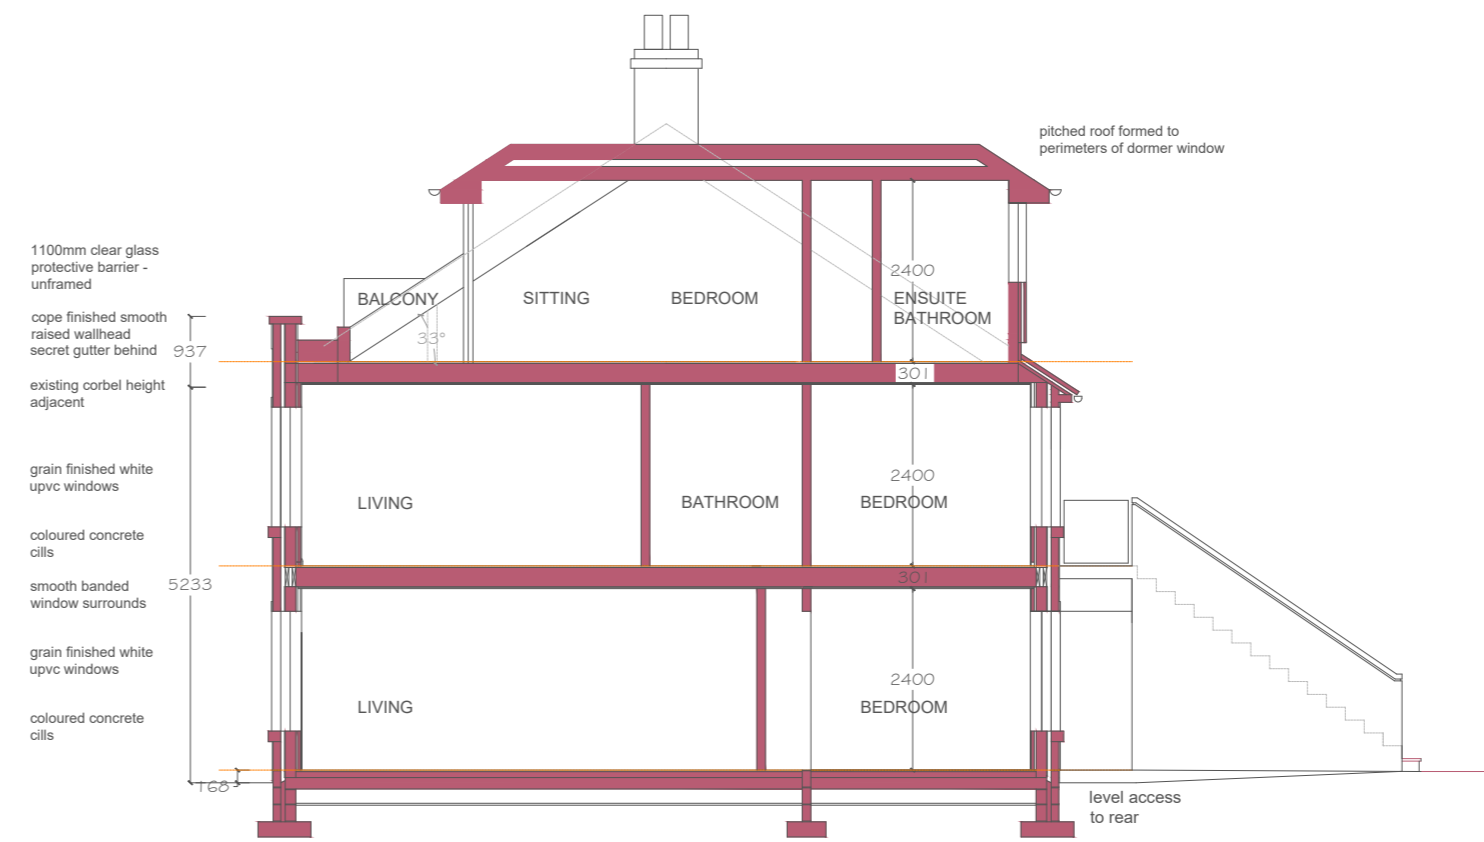 pitched roof formed to
perimeters of dormer window
1100mm clear glass
protective barrier -
unframed
cope finished smooth
raised wallhead
secret gutter behind
937
existing corbel height
adjacent
grain finished white
upvc windows
coloured concrete
cills
smooth banded
window surrounds
5233
grain finished white
upvc windows
coloured concrete
cills
168
BALCONY
33°
SITTING
BEDROOM
2400
ENSUITE
BATHROOM
301
LIVING
BATHROOM
2400
BEDROOM
301
LIVING
2400
BEDROOM
level access
to rear